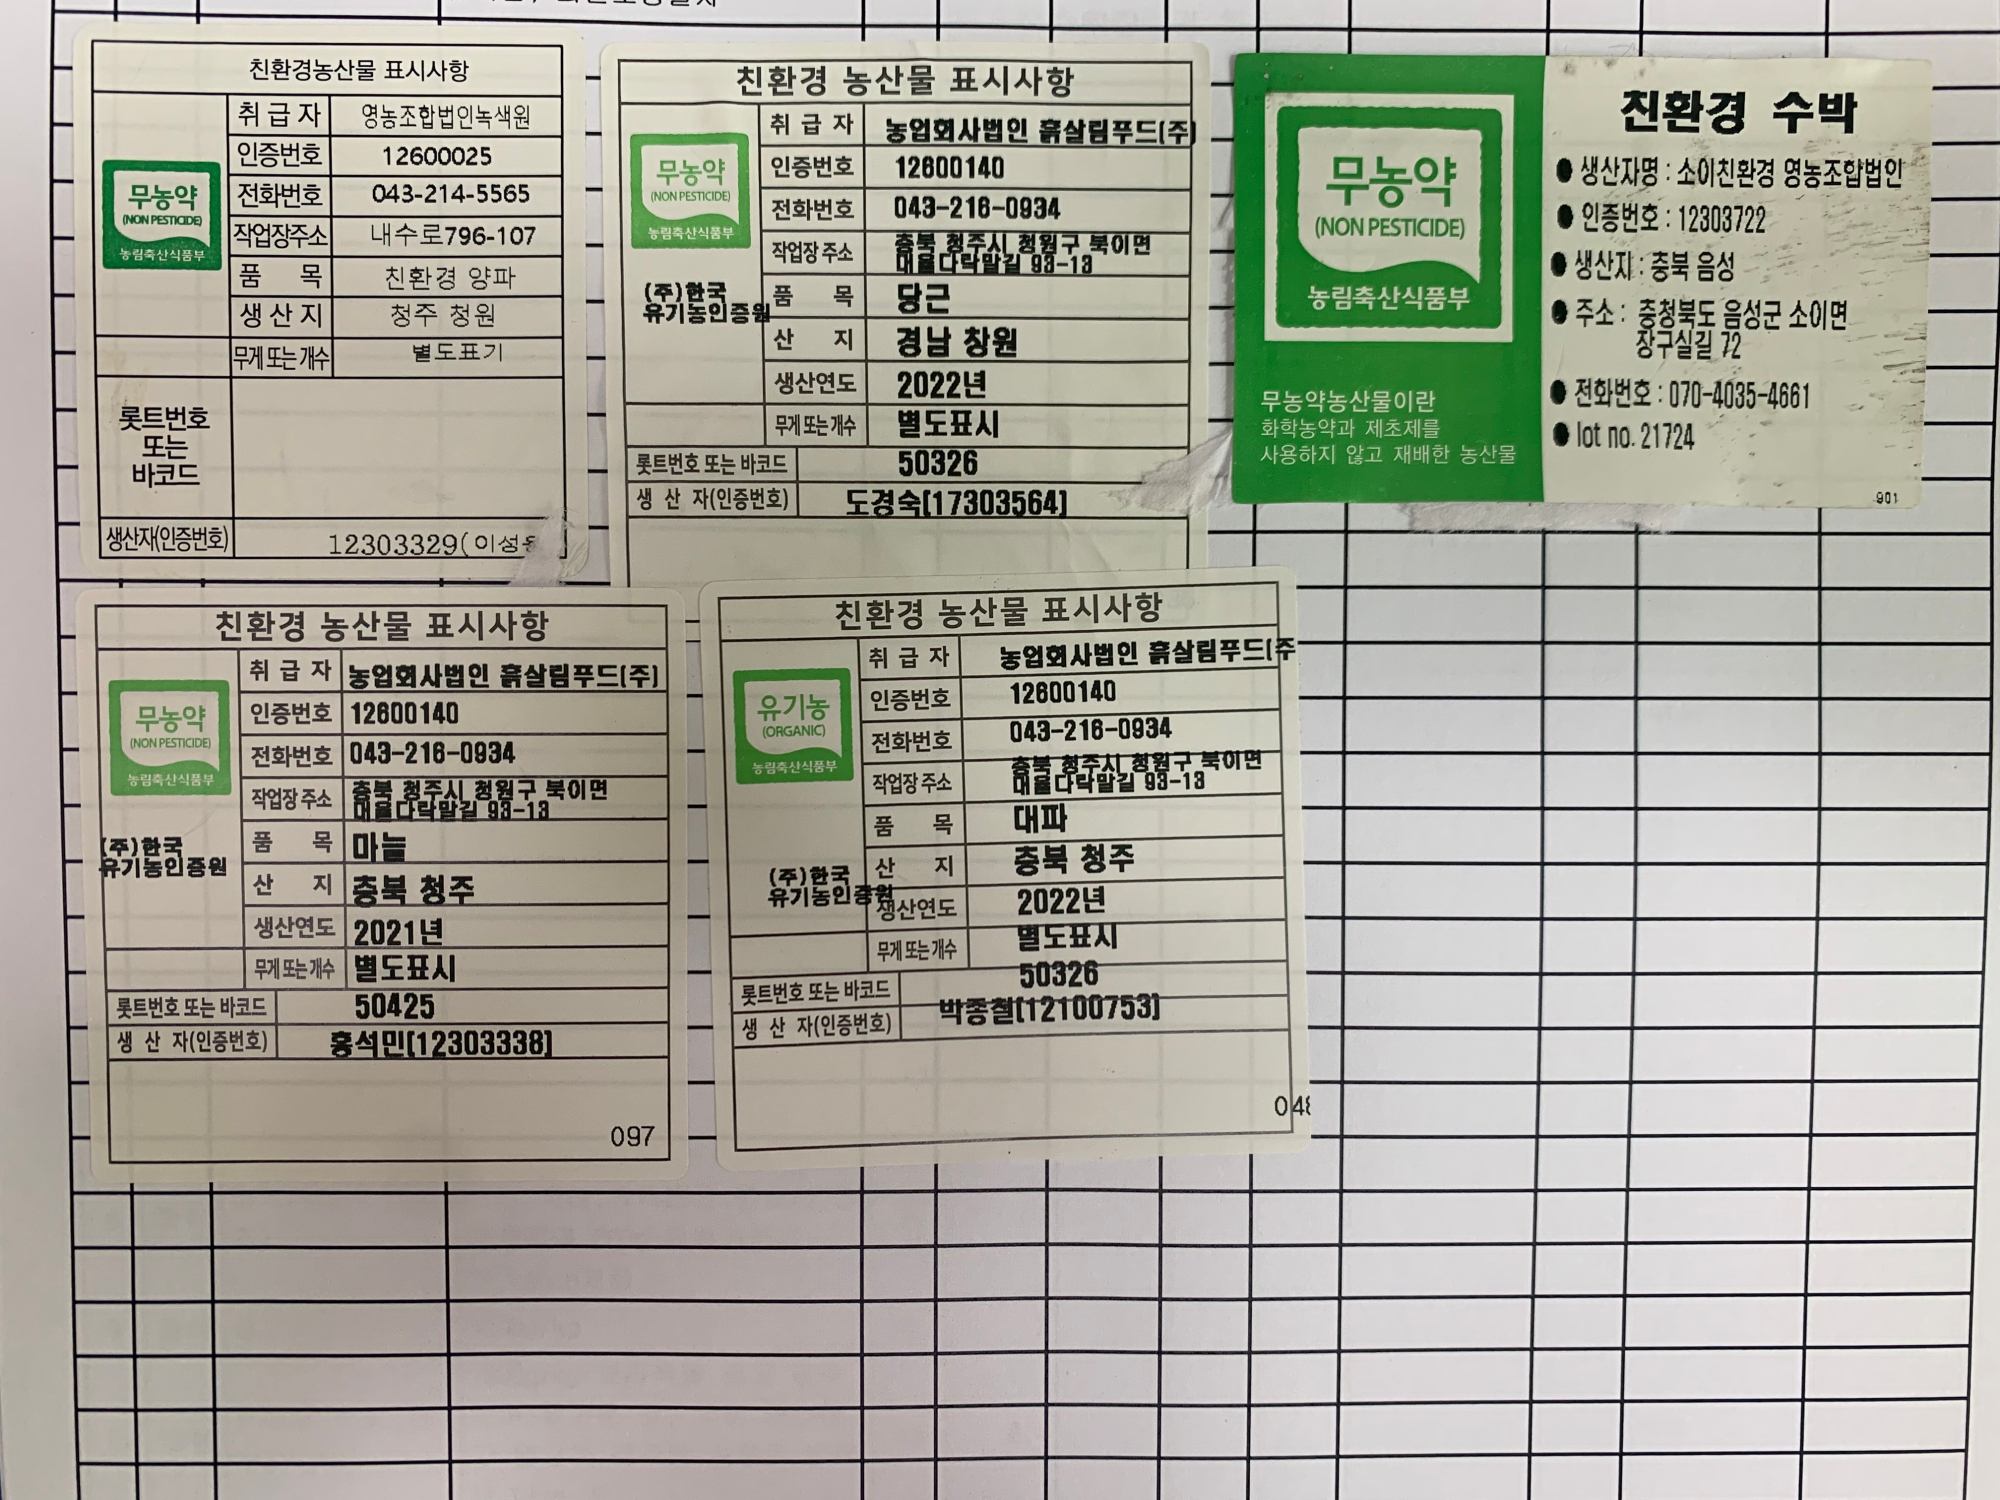 친환경농산물 표시사항
무농약
(NON PESTICIDE)
농림축산식품부
취 급 자 영농조합법인녹색원
인증번호 12600025
전화번호 043-214-5565
작업장주소 내수로796-107
품 목 친환경 양파
생 산 지 청주 청원
무게 또는 개수 별도표기
롯트번호
또는
바코드
생산자(인증번호) 12303329(이성
친환경 농산물 표시사항
무농약
(NON PESTICIDE)
농림축산식품부
(주)한국
유기농인증원
취 급 자 농업회사법인 흙살림푸드(주)
인증번호 12600140
전화번호 043-216-0934
작업장 주소 충북 청주시 청원구 북이면
대율다락말길 93-13
품 목 당근
산 지 경남 창원
생산연도 2022년
무게 또는 개수 별도표시
롯트번호 또는 바코드 50326
생 산 자(인증번호) 도경숙[17303564]
무농약
(NON PESTICIDE)
농림축산식품부
무농약농산물이란
화학농약과 제초제를
사용하지 않고 재배한 농산물
친환경 수박
● 생산자명 : 소이친환경 영농조합법인
● 인증번호 : 12303722
● 생산지 : 충북 음성
● 주소 : 충청북도 음성군 소이면
장구실길 72
● 전화번호 : 070-4035-4661
● lot no. 21724
901
친환경 농산물 표시사항
무농약
(NON PESTICIDE)
농림축산식품부
(주)한국
유기농인증원
취 급 자 농업회사법인 흙살림푸드(주)
인증번호 12600140
전화번호 043-216-0934
작업장 주소 충북 청주시 청원구 북이면
대율다락말길 93-13
품 목 마늘
산 지 충북 청주
생산연도 2021년
무게 또는 개수 별도표시
롯트번호 또는 바코드 50425
생 산 자(인증번호) 홍석민[12303338]
097
친환경 농산물 표시사항
유기농
(ORGANIC)
농림축산식품부
(주)한국
유기농인증원
취 급 자 농업회사법인 흙살림푸드(주
인증번호 12600140
전화번호 043-216-0934
작업장 주소 충북 청주시 청원구 북이면
대율다락말길 93-13
품 목 대파
산 지 충북 청주
생산연도 2022년
무게 또는 개수 별도표시
롯트번호 또는 바코드 50326
생 산 자(인증번호) 박종철[12100753]
048